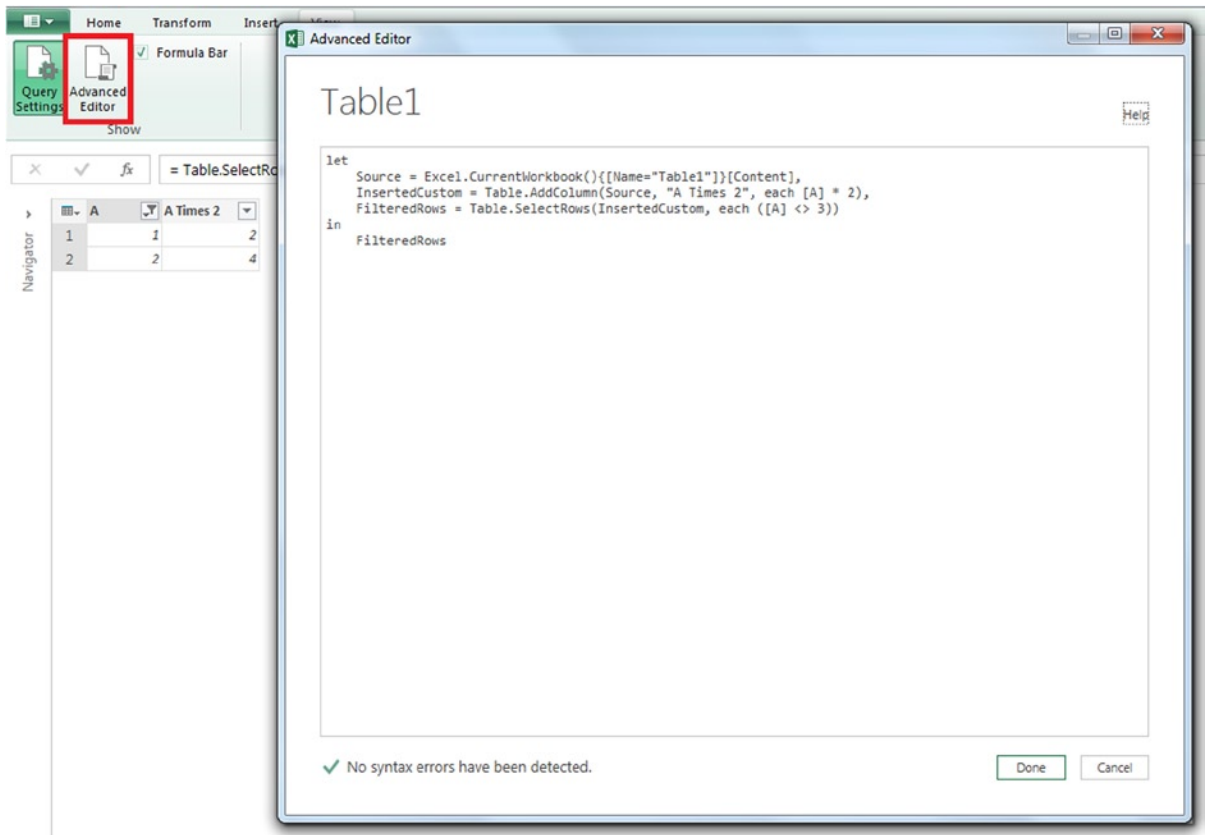 Home Transform Insert View
Query Settings
Advanced Editor
Formula Bar
Show
fx = Table.SelectRo
Navigator
A A Times 2
1 1 2
2 2 4
Advanced Editor
Table1
Help
let
Source = Excel.CurrentWorkbook(){[Name="Table1"]}[Content],
InsertedCustom = Table.AddColumn(Source, "A Times 2", each [A] * 2),
FilteredRows = Table.SelectRows(InsertedCustom, each ([A] <> 3))
in
FilteredRows
No syntax errors have been detected.
Done Cancel